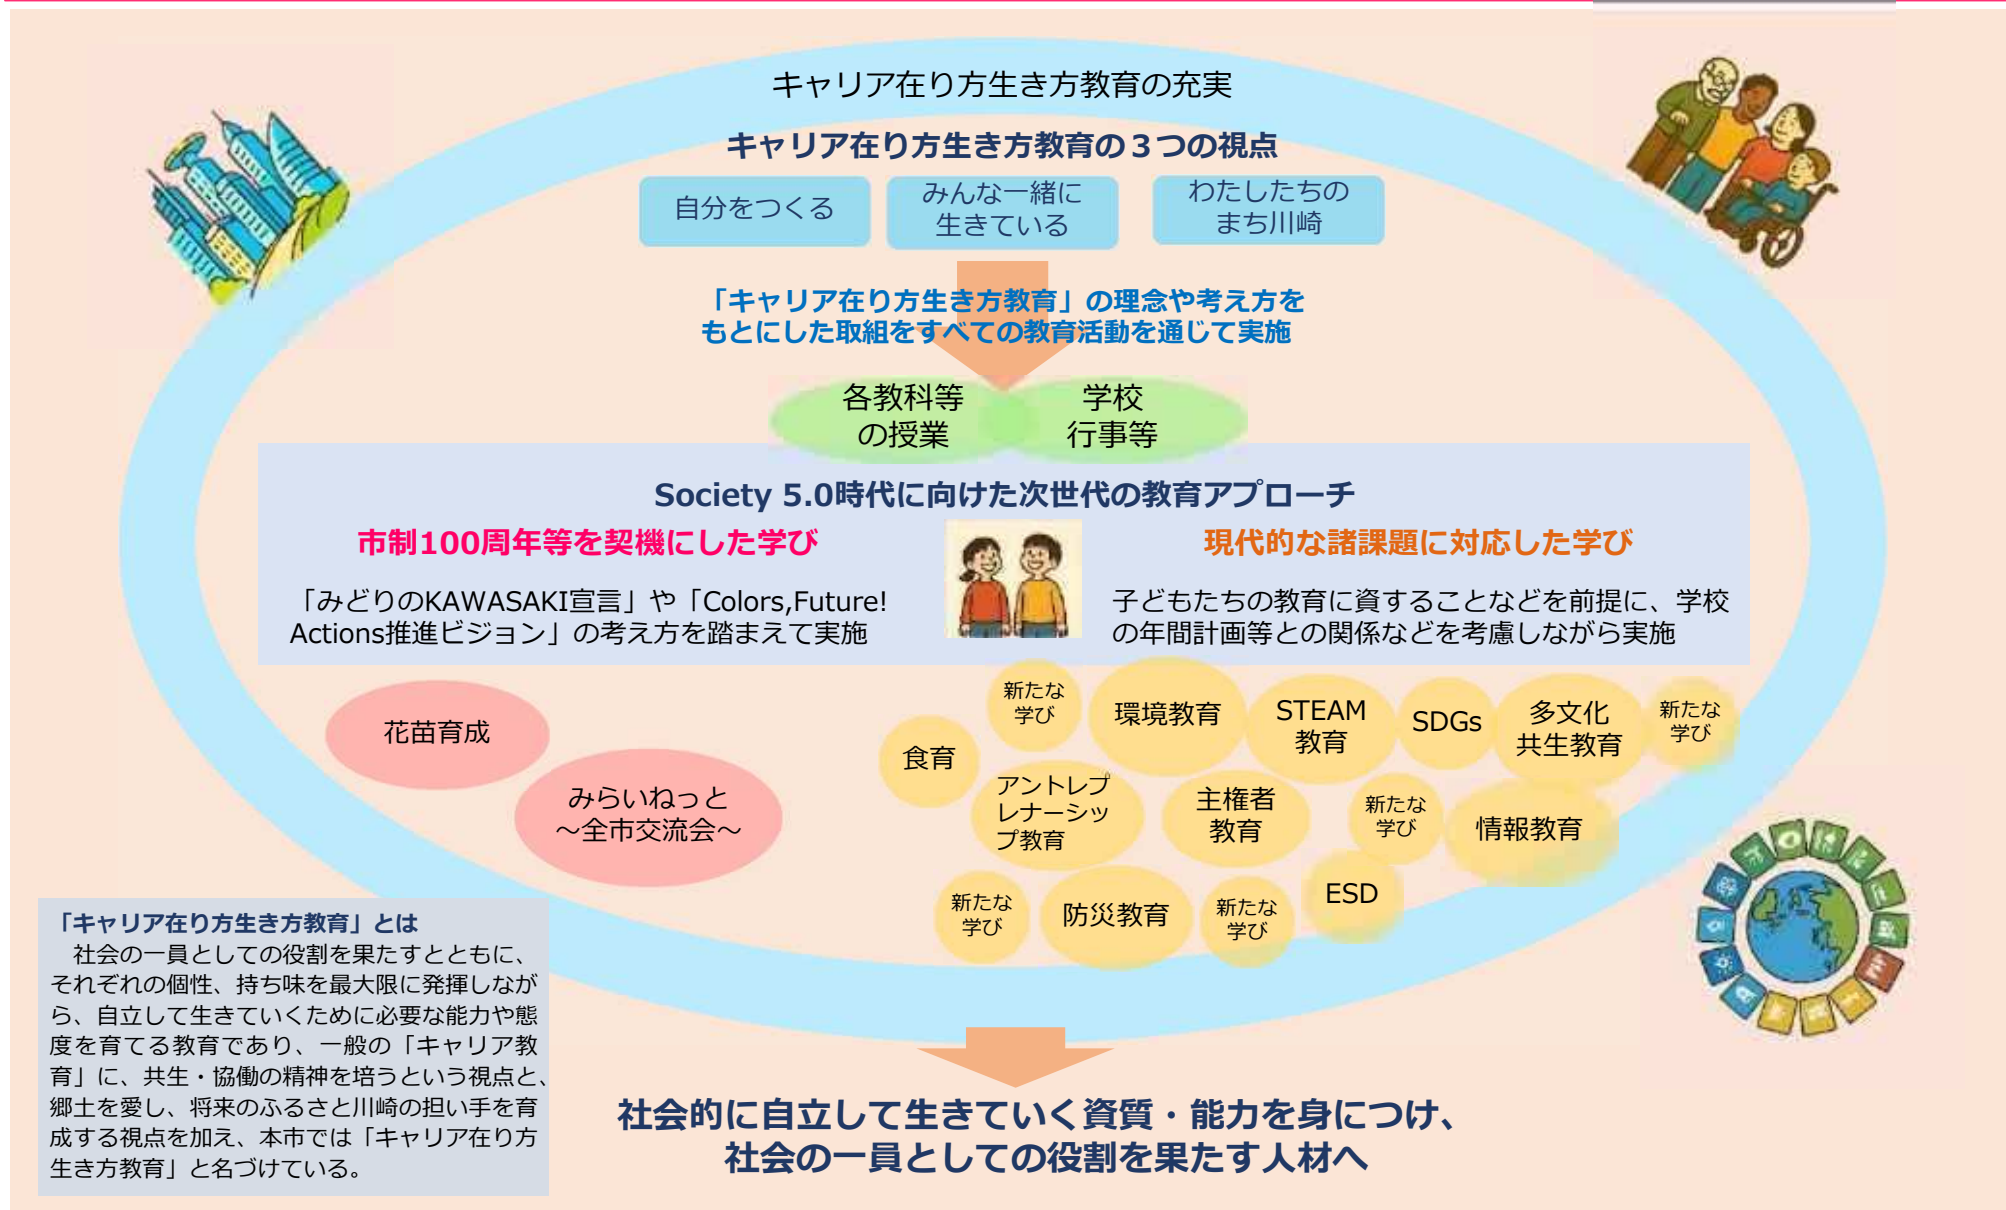 キャリア在り方生き方教育の充実
キャリア在り方生き方教育の３つの視点
自分をつくる
みんな一緒に
生きている
わたしたちの
まち川崎
「キャリア在り方生き方教育」の理念や考え方を
もとにした取組をすべての教育活動を通じて実施
各教科等
の授業
学校
行事等
Society 5.0時代に向けた次世代の教育アプローチ
市制100周年等を契機にした学び
「みどりのKAWASAKI宣言」や「Colors,Future!
Actions推進ビジョン」の考え方を踏まえて実施
現代的な諸課題に対応した学び
子どもたちの教育に資することなどを前提に、学校
の年間計画等との関係などを考慮しながら実施
花苗育成
みらいねっと
～全市交流会～
新たな
学び
環境教育
STEAM
教育
SDGs
多文化
共生教育
新たな
学び
食育
アントレプ
レナーシッ
プ教育
主権者
教育
新たな
学び
情報教育
新たな
学び
防災教育
新たな
学び
ESD
「キャリア在り方生き方教育」とは
　社会の一員としての役割を果たすとともに、
それぞれの個性、持ち味を最大限に発揮しなが
ら、自立して生きていくために必要な能力や態
度を育てる教育であり、一般の「キャリア教
育」に、共生・協働の精神を培うという視点と、
郷土を愛し、将来のふるさと川崎の担い手を育
成する視点を加え、本市では「キャリア在り方
生き方教育」と名づけている。
社会的に自立して生きていく資質・能力を身につけ、
社会の一員としての役割を果たす人材へ